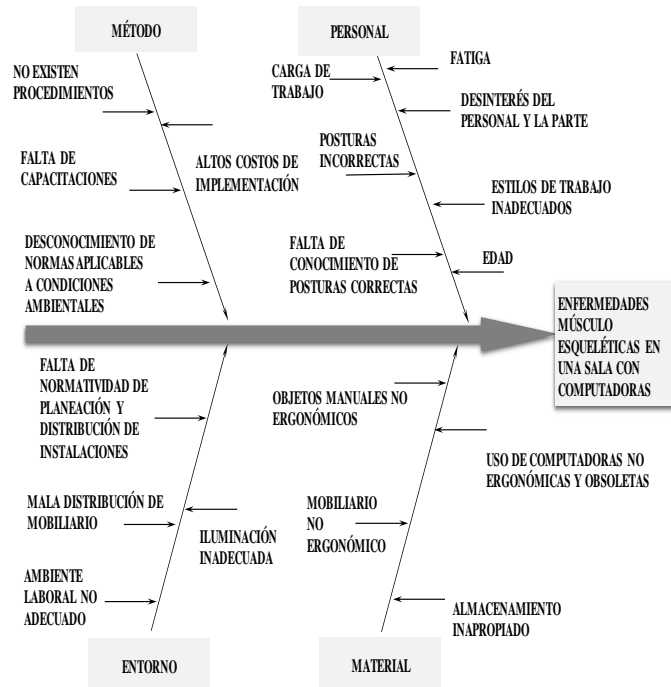 MÉTODO
NO EXISTEN
PROCEDIMIENTOS
ALTOS COSTOS DE
IMPLEMENTACIÓN
FALTA DE
CAPACITACIONES
DESCONOCIMIENTO DE
NORMAS APLICABLES
A CONDICIONES
AMBIENTALES
PERSONAL
CARGA DE
TRABAJO
FATIGA
DESINTERÉS DEL
PERSONAL Y LA PARTE
POSTURAS
INCORRECTAS
ESTILOS DE TRABAJO
INADECUADOS
FALTA DE
CONOCIMIENTO DE
POSTURAS CORRECTAS
EDAD
ENFERMEDADES
MÚSCULO
ESQUELÉTICAS EN
UNA SALA CON
COMPUTADORAS
FALTA DE
NORMATIVIDAD DE
PLANEACIÓN Y
DISTRIBUCIÓN DE
INSTALACIONES
MALA DISTRIBUCIÓN DE
MOBILIARIO
ILUMINACIÓN
INADECUADA
AMBIENTE
LABORAL NO
ADECUADO
ENTORNO
OBJETOS MANUALES NO
ERGONÓMICOS
USO DE COMPUTADORAS NO
ERGONÓMICAS Y OBSOLETAS
MOBILIARIO
NO
ERGONÓMICO
ALMACENAMIENTO
INAPROPIADO
MATERIAL